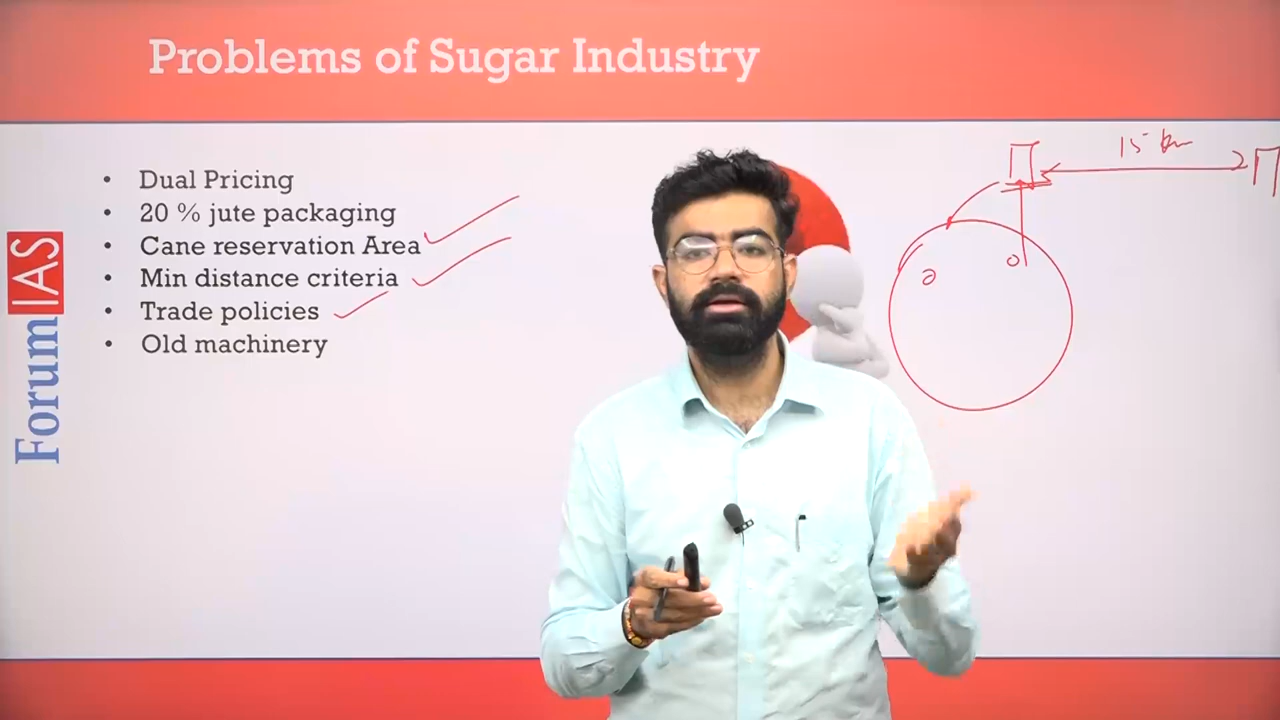 Problems of Sugar Industry
• Dual Pricing
• 20 % jute packaging
• Cane reservation Area
• Min distance criteria
• Trade policies
• Old machinery
15 km
ForumIAS